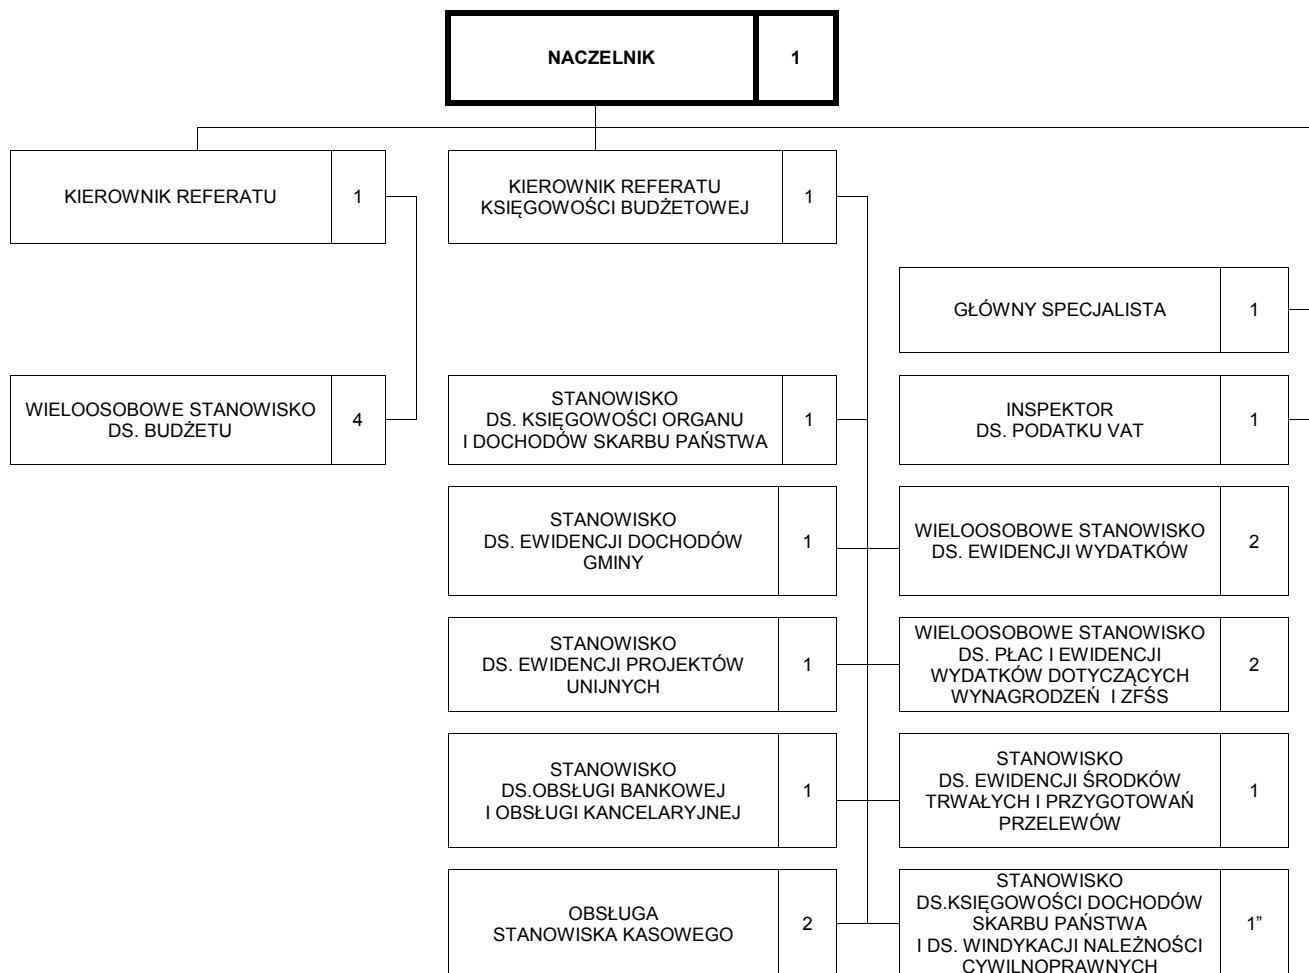 NACZELNIK 1
KIEROWNIK REFERATU 1
KIEROWNIK REFERATU
KSIĘGOWOŚCI BUDŻETOWEJ 1
GŁÓWNY SPECJALISTA 1
WIELOOSOBOWE STANOWISKO
DS. BUDŻETU 4
STANOWISKO
DS. KSIĘGOWOŚCI ORGANU
I DOCHODÓW SKARBU PAŃSTWA 1
INSPEKTOR
DS. PODATKU VAT 1
STANOWISKO
DS. EWIDENCJI DOCHODÓW
GMINY 1
WIELOOSOBOWE STANOWISKO
DS. EWIDENCJI WYDATKÓW 2
STANOWISKO
DS. EWIDENCJI PROJEKTÓW
UNIJNYCH 1
WIELOOSOBOWE STANOWISKO
DS. PŁAC I EWIDENCJI
WYDATKÓW DOTYCZĄCYCH
WYNAGRODZEŃ I ZFŚS 2
STANOWISKO
DS.OBSŁUGI BANKOWEJ
I OBSŁUGI KANCELARYJNEJ 1
STANOWISKO
DS. EWIDENCJI ŚRODKÓW
TRWAŁYCH I PRZYGOTOWAŃ
PRZELEWÓW 1
OBSŁUGA
STANOWISKA KASOWEGO 2
STANOWISKO
DS.KSIĘGOWOŚCI DOCHODÓW
SKARBU PAŃSTWA
I DS. WINDYKACJI NALEŻNOŚCI
CYWILNOPRAWNYCH 1”